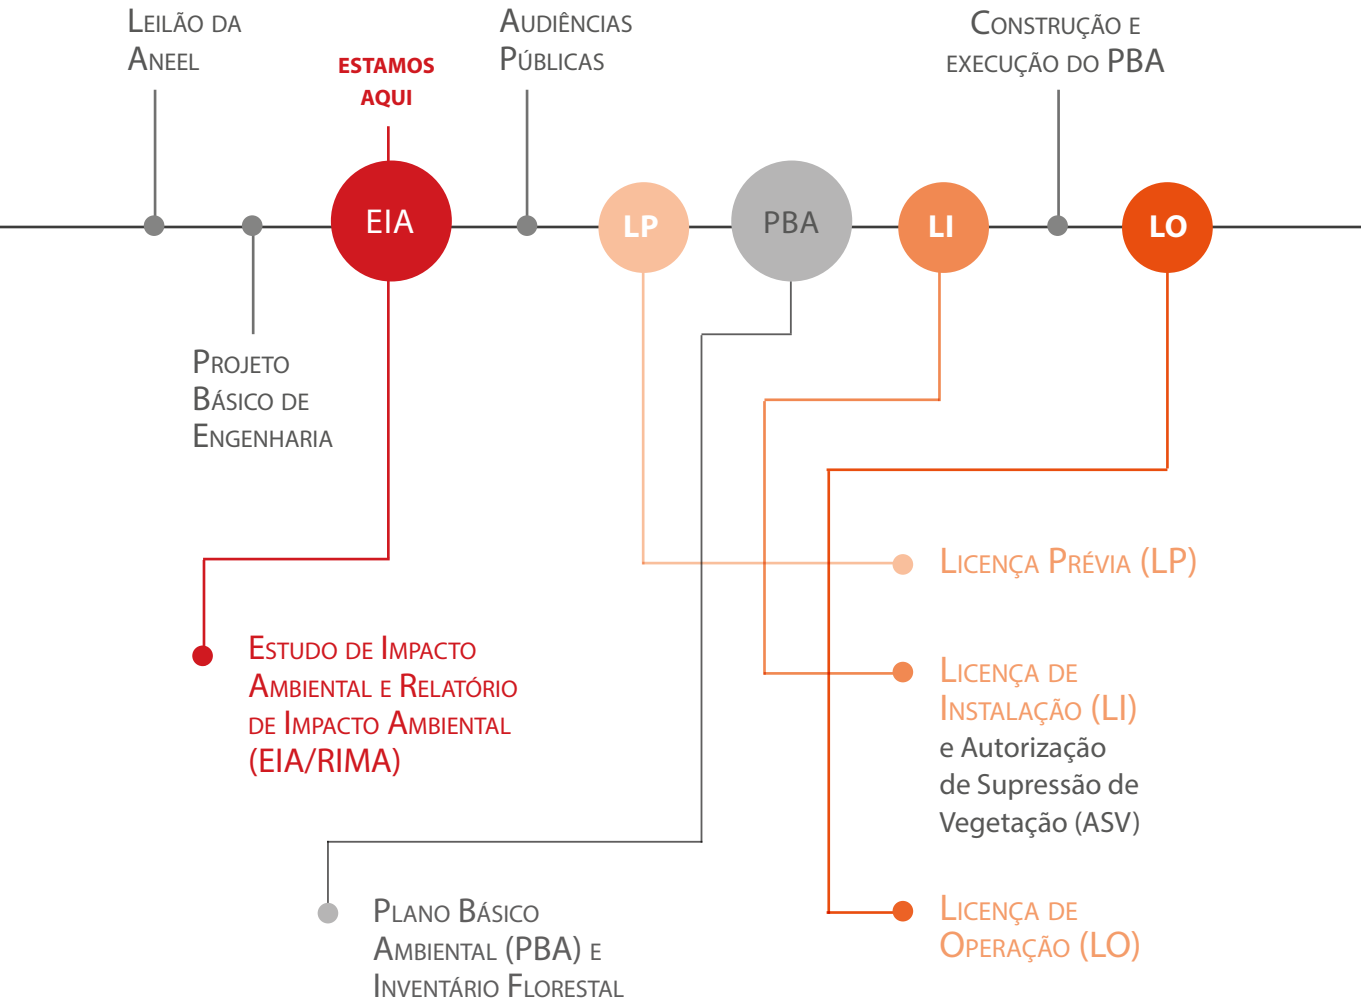 Leilão da
Aneel
ESTAMOS
AQUI
Audiências
Públicas
Construção e
execução do PBA
EIA
LP
PBA
LI
LO
Projeto
Básico de
Engenharia
Licença Prévia (LP)
Estudo de Impacto
Ambiental e Relatório
de Impacto Ambiental
(EIA/RIMA)
Licença de
Instalação (LI)
e Autorização
de Supressão de
Vegetação (ASV)
Plano Básico
Ambiental (PBA) e
Inventário Florestal
Licença de
Operação (LO)